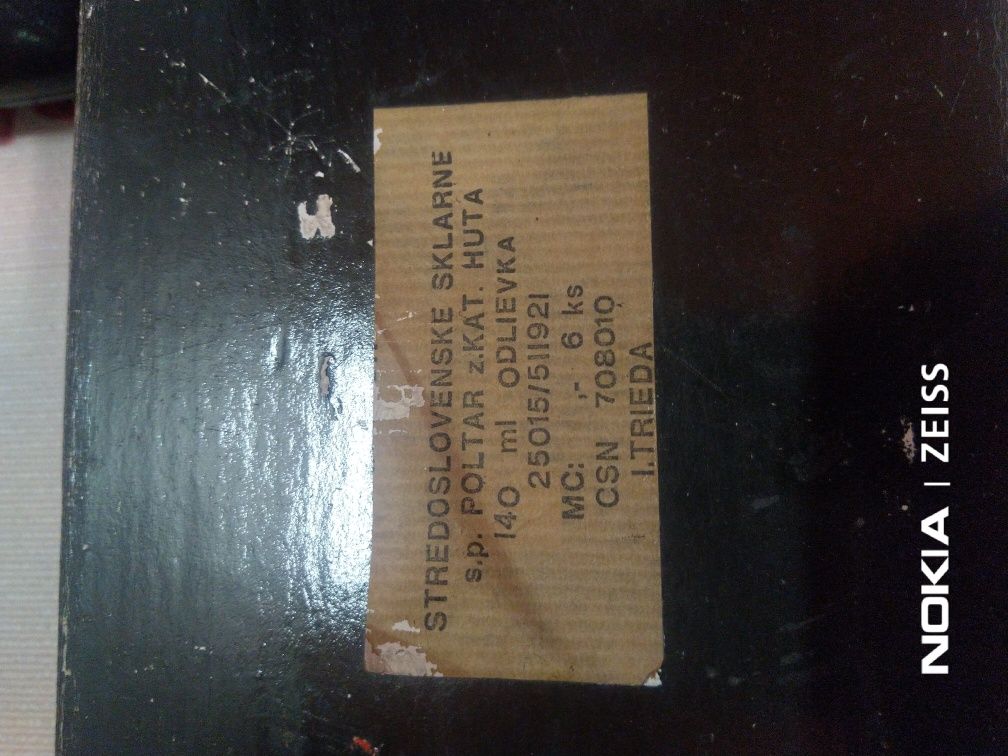 STREDOSLOVENSKE SKLARNE
s.p. POLTAR z.KAT. HUTA
140 ml ODLIEVKA
25015/511921
MC: ,- 6 ks
CSN 708010
I.TRIEDA
NOKIA | ZEISS